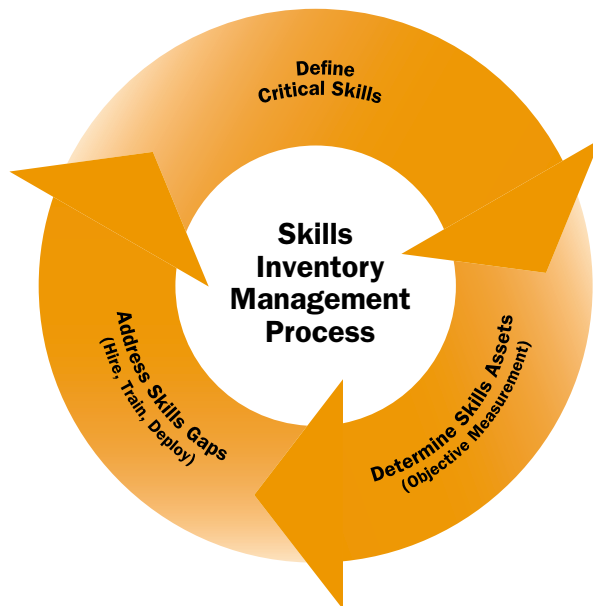 Define
Critical Skills
Skills
Inventory
Management
Process
Determine Skills Assets
(Objective Measurement)
Address Skills Gaps
(Hire, Train, Deploy)